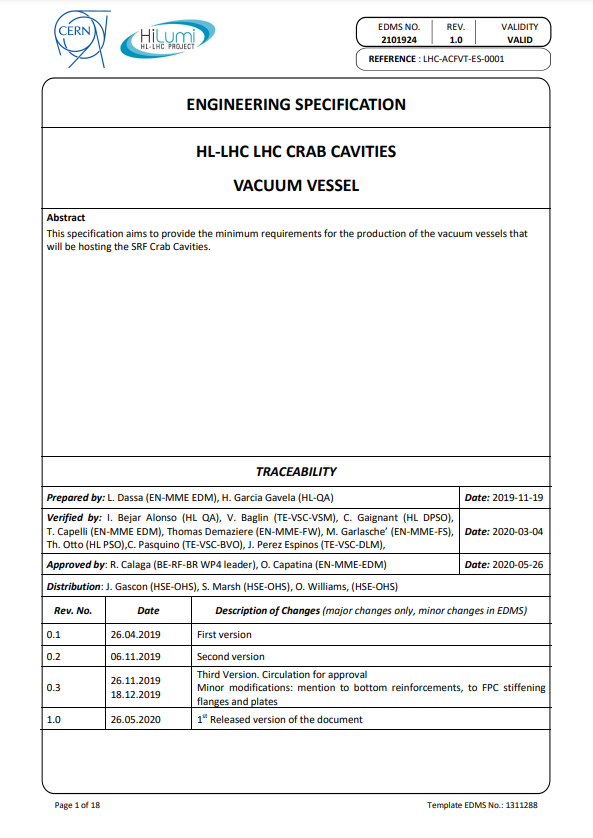 CERN
HiLumi
HL-LHC PROJECT
EDMS NO. REV. VALIDITY
2101924 1.0 VALID
REFERENCE : LHC-ACFVT-ES-0001
ENGINEERING SPECIFICATION
HL-LHC LHC CRAB CAVITIES
VACUUM VESSEL
Abstract
This specification aims to provide the minimum requirements for the production of the vacuum vessels that
will be hosting the SRF Crab Cavities.
TRACEABILITY
Prepared by: L. Dassa (EN-MME EDM), H. Garcia Gavela (HL-QA) Date: 2019-11-19
Verified by: I. Bejar Alonso (HL QA), V. Baglin (TE-VSC-VSM), C. Gaignant (HL DPSO),
T. Capelli (EN-MME EDM), Thomas Demaziere (EN-MME-FW), M. Garlasche' (EN-MME-FS), Date: 2020-03-04
Th. Otto (HL PSO),C. Pasquino (TE-VSC-BVO), J. Perez Espinos (TE-VSC-DLM),
Approved by: R. Calaga (BE-RF-BR WP4 leader), O. Capatina (EN-MME-EDM) Date: 2020-05-26
Distribution: J. Gascon (HSE-OHS), S. Marsh (HSE-OHS), O. Williams, (HSE-OHS)
Rev. No. Date Description of Changes (major changes only, minor changes in EDMS)
0.1 26.04.2019 First version
0.2 06.11.2019 Second version
0.3 26.11.2019 Third Version. Circulation for approval
18.12.2019 Minor modifications: mention to bottom reinforcements, to FPC stiffening
flanges and plates
1.0 26.05.2020 1st Released version of the document
Page 1 of 18 Template EDMS No.: 1311288